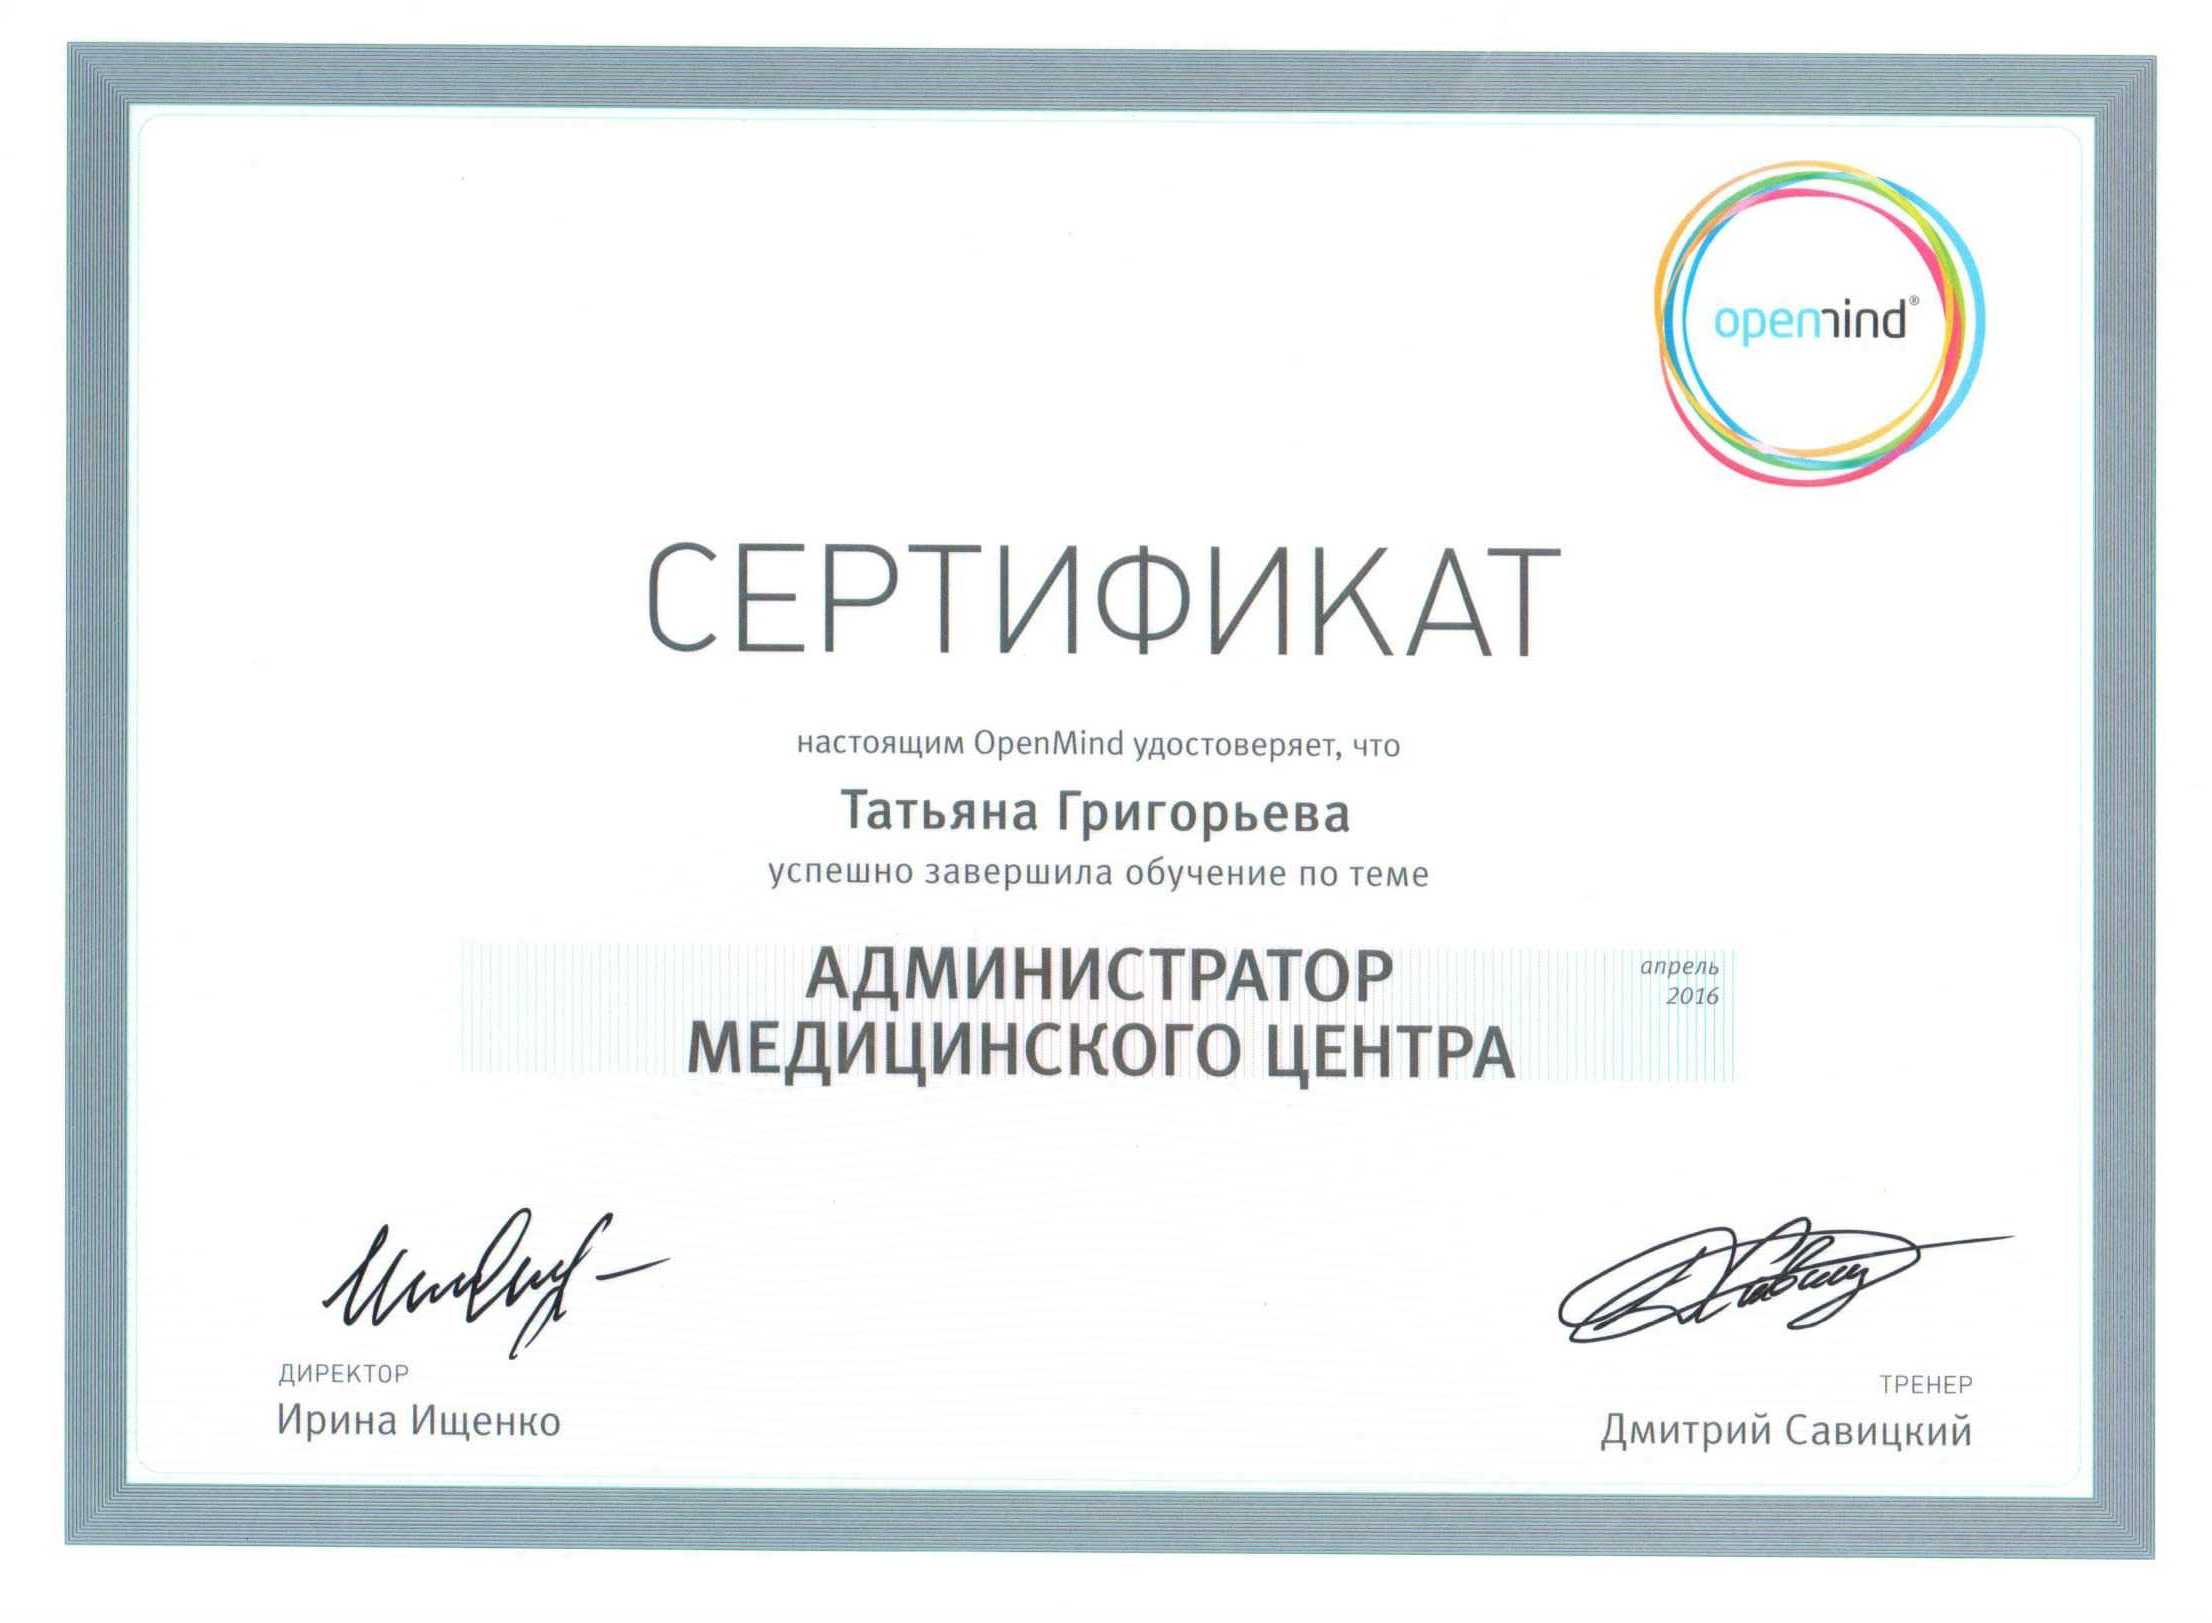 openmind®
СЕРТИФИКАТ
настоящим OpenMind удостоверяет, что
Татьяна Григорьева
успешно завершила обучение по теме
АДМИНИСТРАТОР
МЕДИЦИНСКОГО ЦЕНТРА
апрель
2016
ДИРЕКТОР
Ирина Ищенко
ТРЕНЕР
Дмитрий Савицкий